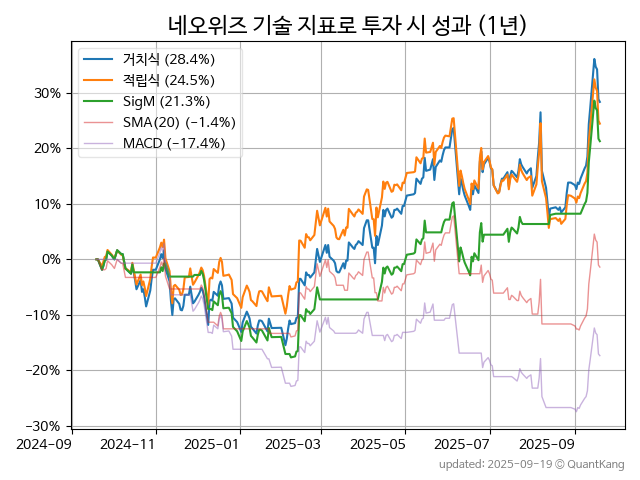 네오위즈 기술 지표로 투자 시 성과 (1년)
거치식 (28.4%)
적립식 (24.5%)
SigM (21.3%)
SMA(20) (−1.4%)
MACD (−17.4%)
30%
20%
10%
0%
−10%
−20%
−30%
2024-09 2024-11 2025-01 2025-03 2025-05 2025-07 2025-09
updated: 2025-09-19 © QuantKang